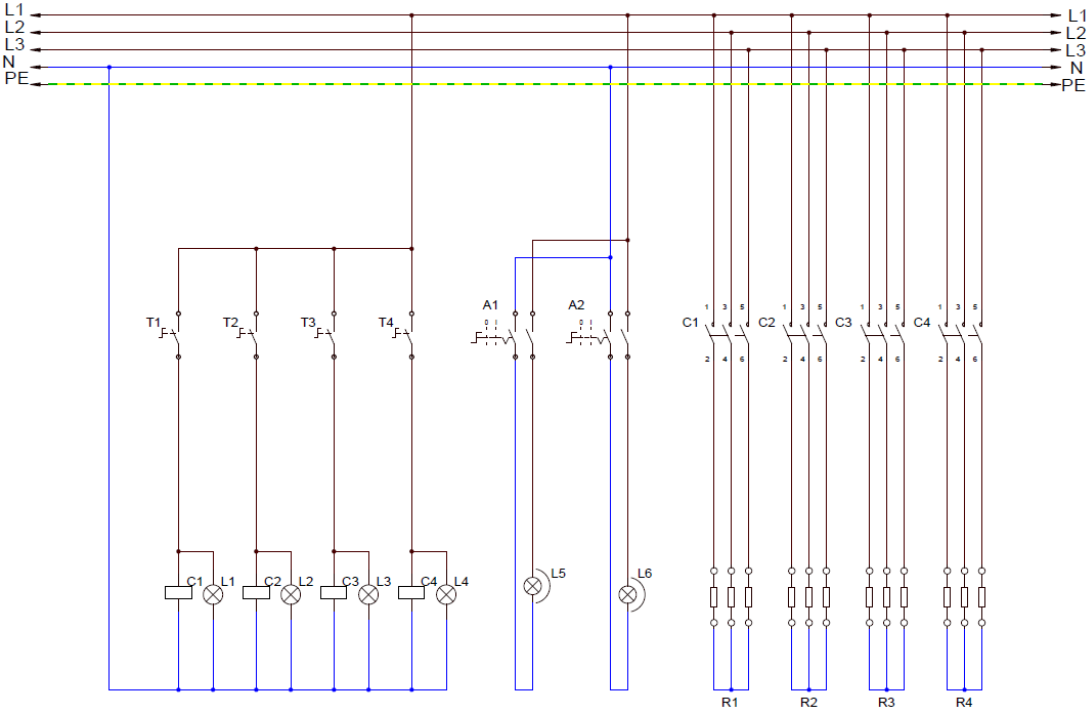 L1 L1
L2 L2
L3 L3
N N
PE PE
A1 A2
1 3 5 1 3 5 1 3 5 1 3 5
T1 T2 T3 T4 0 I 0 I C1 C2 C3 C4
2 4 6 2 4 6 2 4 6 2 4 6
C1 L1 C2 L2 C3 L3 C4 L4 L5 L6
R1 R2 R3 R4